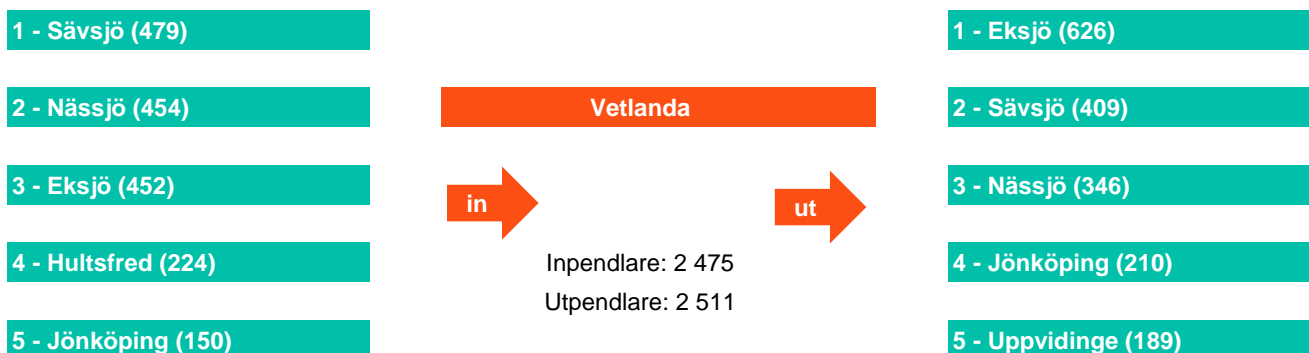 1 - Sävsjö (479)
2 - Nässjö (454)
3 - Eksjö (452)
4 - Hultsfred (224)
5 - Jönköping (150)
Vetlanda
in
ut
Inpendlare: 2 475
Utpendlare: 2 511
1 - Eksjö (626)
2 - Sävsjö (409)
3 - Nässjö (346)
4 - Jönköping (210)
5 - Uppvidinge (189)